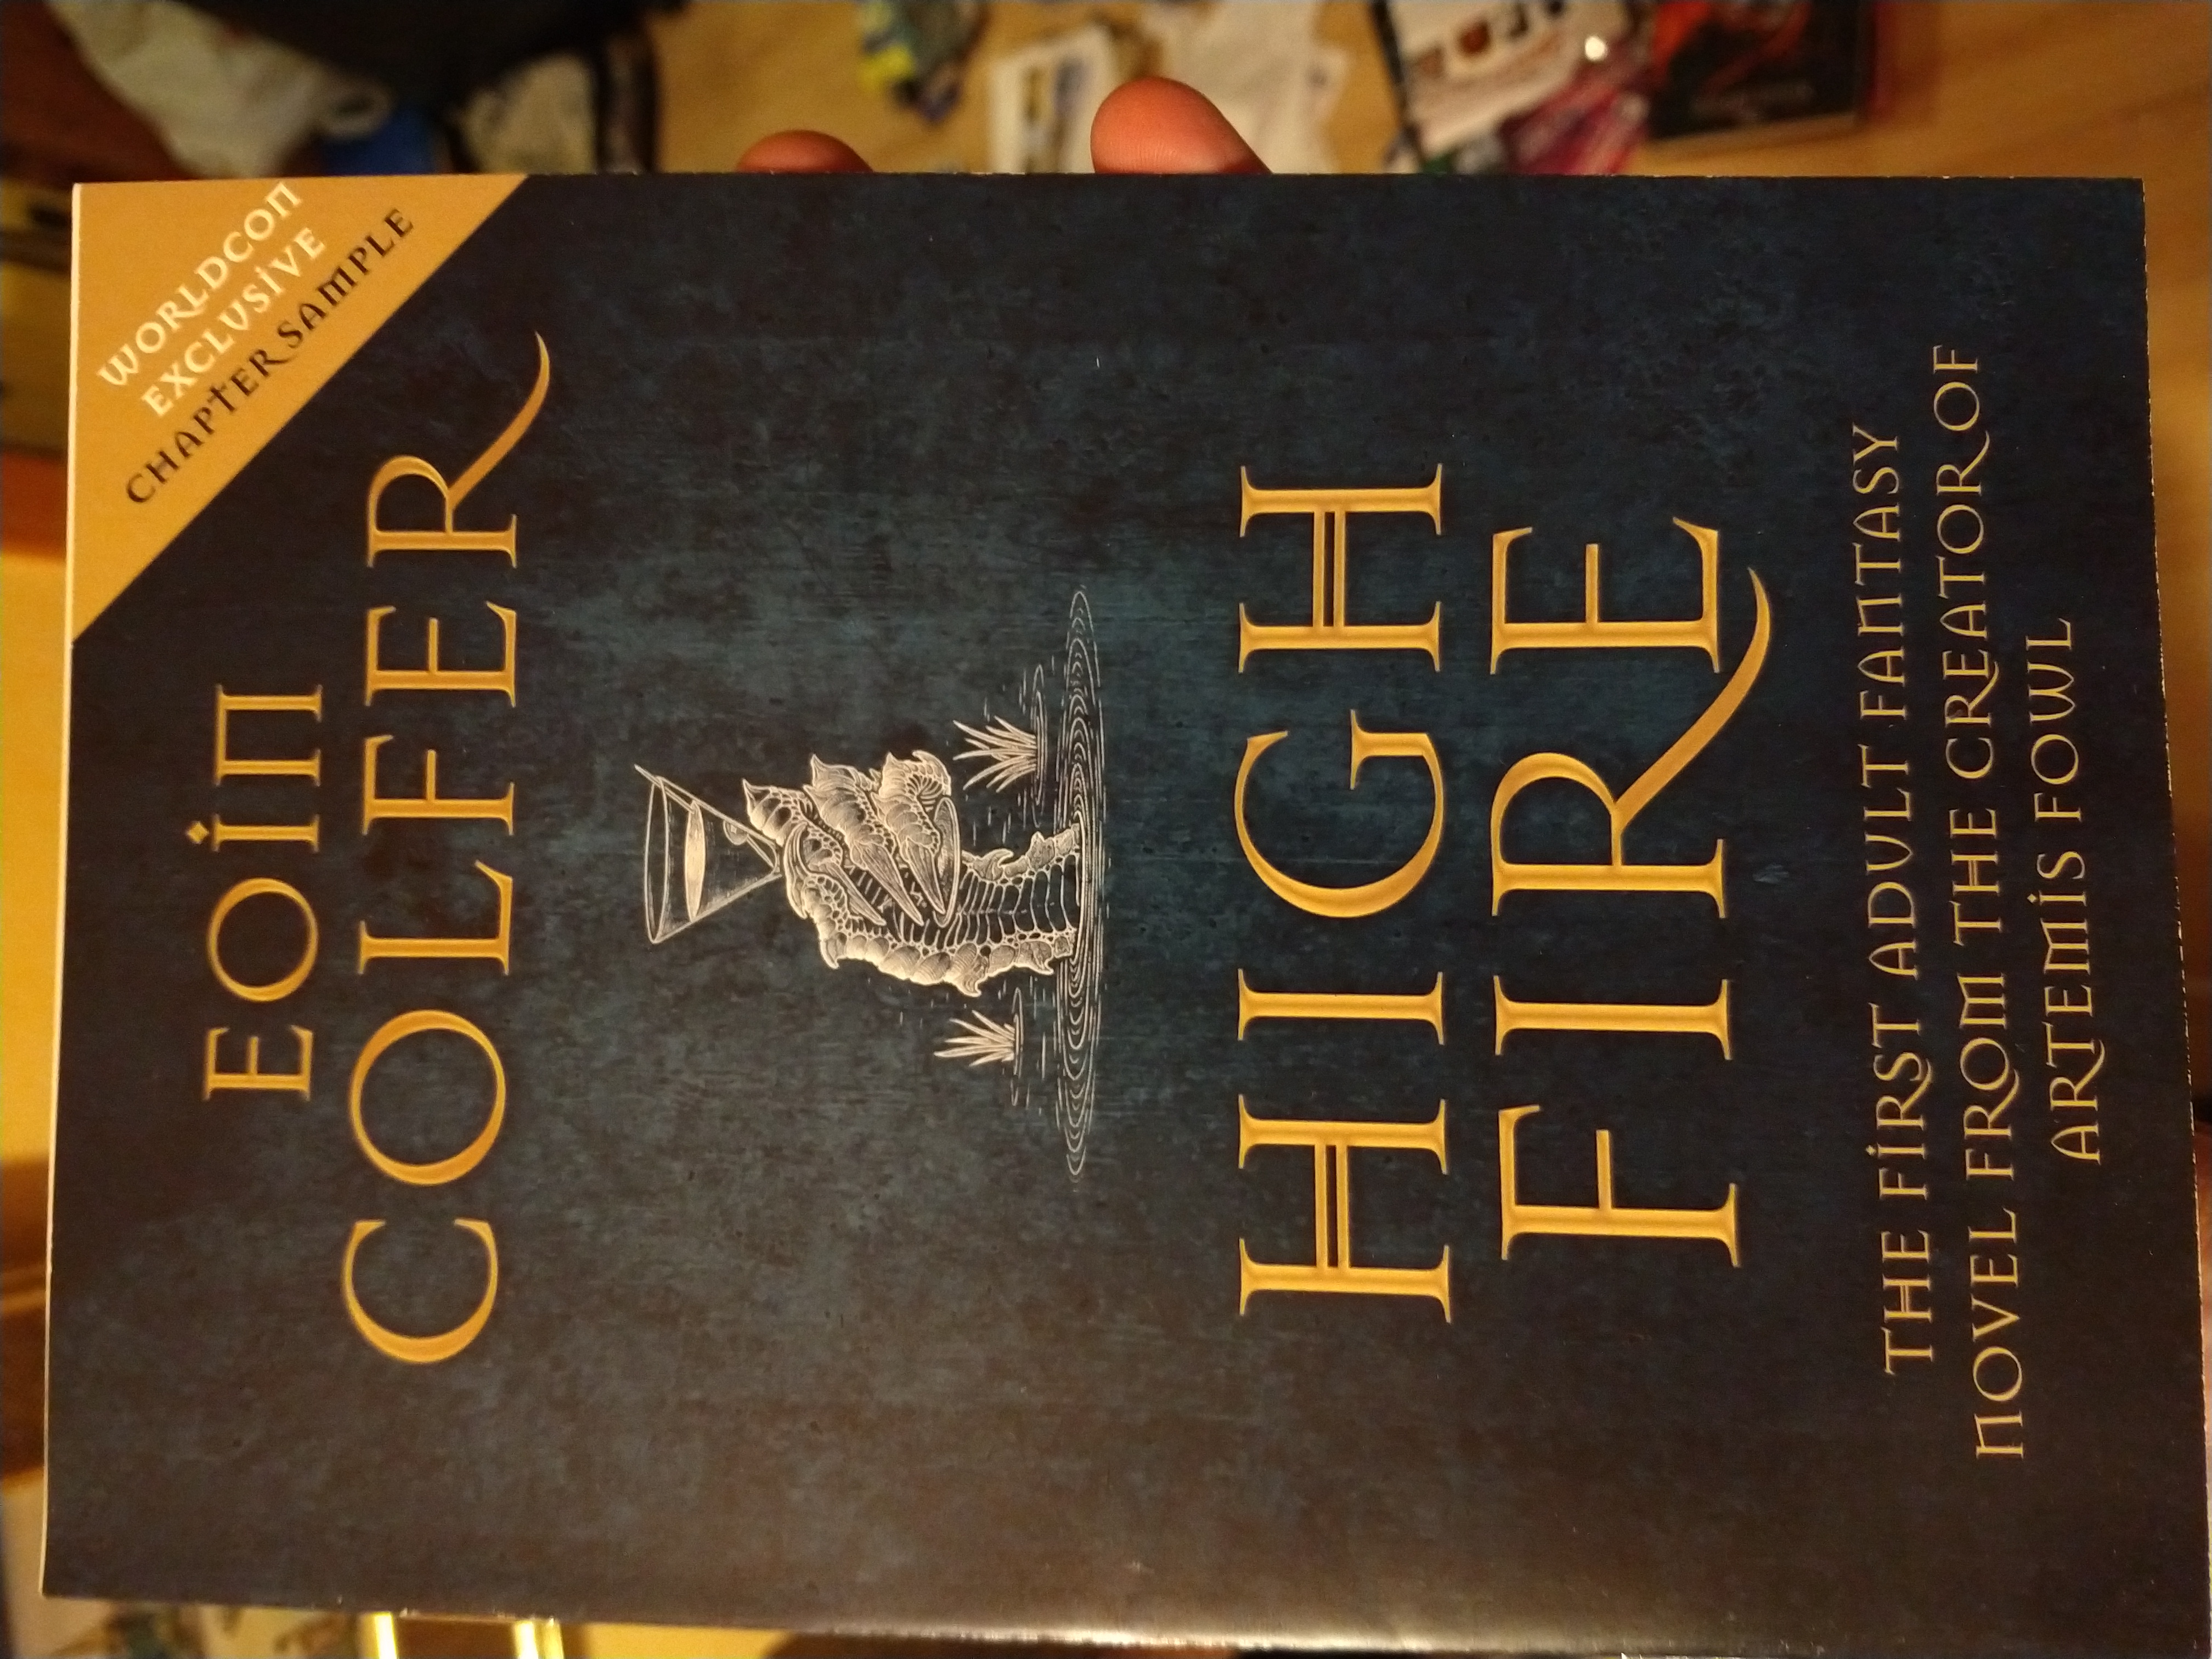 WORLDCON
EXCLUSIVE
CHAPTER SAMPLE
EOIN
COLFER
HIGH
FIRE
THE FIRST ADULT FANTASY
NOVEL FROM THE CREATOR OF
ARTEMIS FOWL